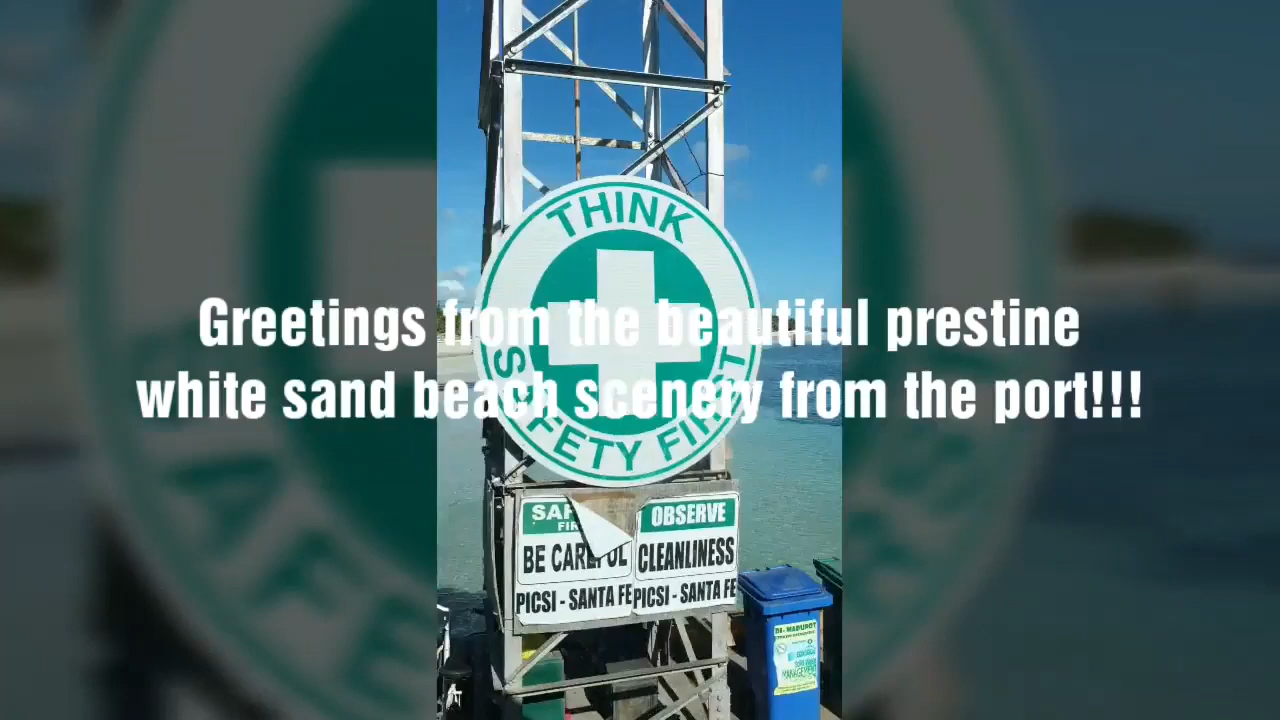 THINK
SAFETY FIRST
Greetings from the beautiful prestine
white sand beach scenery from the port!!!
OBSERVE
BE CAREFUL
CLEANLINESS
PICSI - SANTA FE
PICSI - SANTA FE
MANAGEMENT